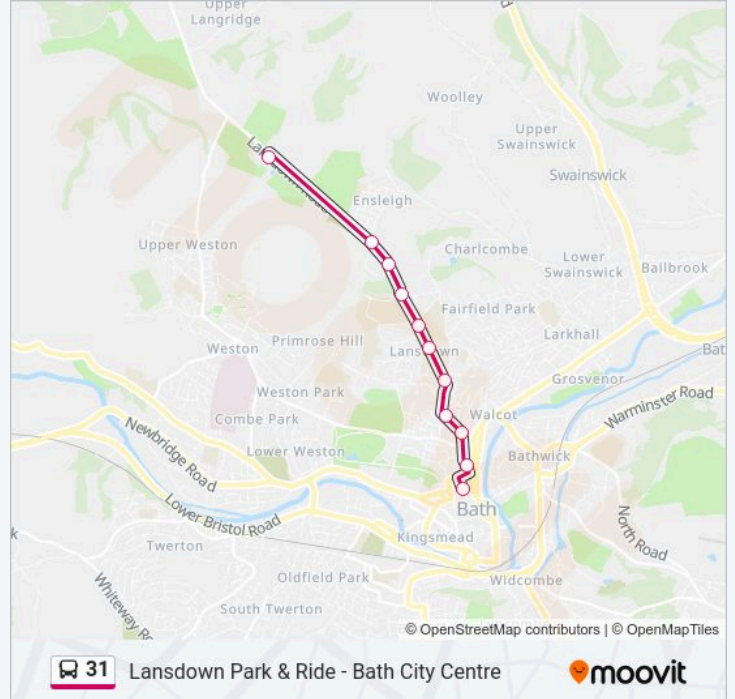 Upper
Langridge
Woolley
Upper
Swainswick
Swainswick
Ensleigh
Upper Weston
Charlcombe
Lower
Swainswick
Bailbrook
Fairfield Park
Larkhall
Primrose Hill
Weston
Lansdown
Bat
Grosvenor
Weston Park
Warminster Road
Combe Park
Walcot
Newbridge Road
Lower Weston
Bathwick
Lower Bristol Road
Bath
North Road
k
Twerton
Kingsmead
Oldfield Park
Widcombe
Whiteway Ro
South Twerton
© OpenStreetMap contributors | © OpenMapTiles
31 Lansdown Park & Ride - Bath City Centre
moovit